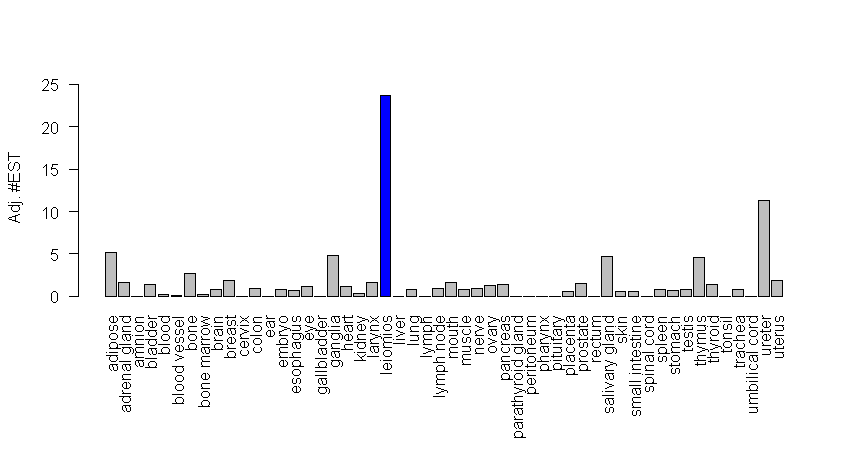 Adj. #EST
25
20
15
10
5
0
adipose
adrenal gland
amnion
bladder
blood
blood vessel
bone
bone marrow
brain
breast
cervix
colon
ear
embryo
esophagus
eye
gallbladder
ganglia
heart
kidney
larynx
leiomios
liver
lung
lymph
lymph node
mouth
muscle
nerve
ovary
pancreas
parathyroid gland
peritoneum
pharynx
pituitary
placenta
prostate
rectum
salivary gland
skin
small intestine
spinal cord
spleen
stomach
testis
thymus
thyroid
tonsil
trachea
umbilical cord
ureter
uterus